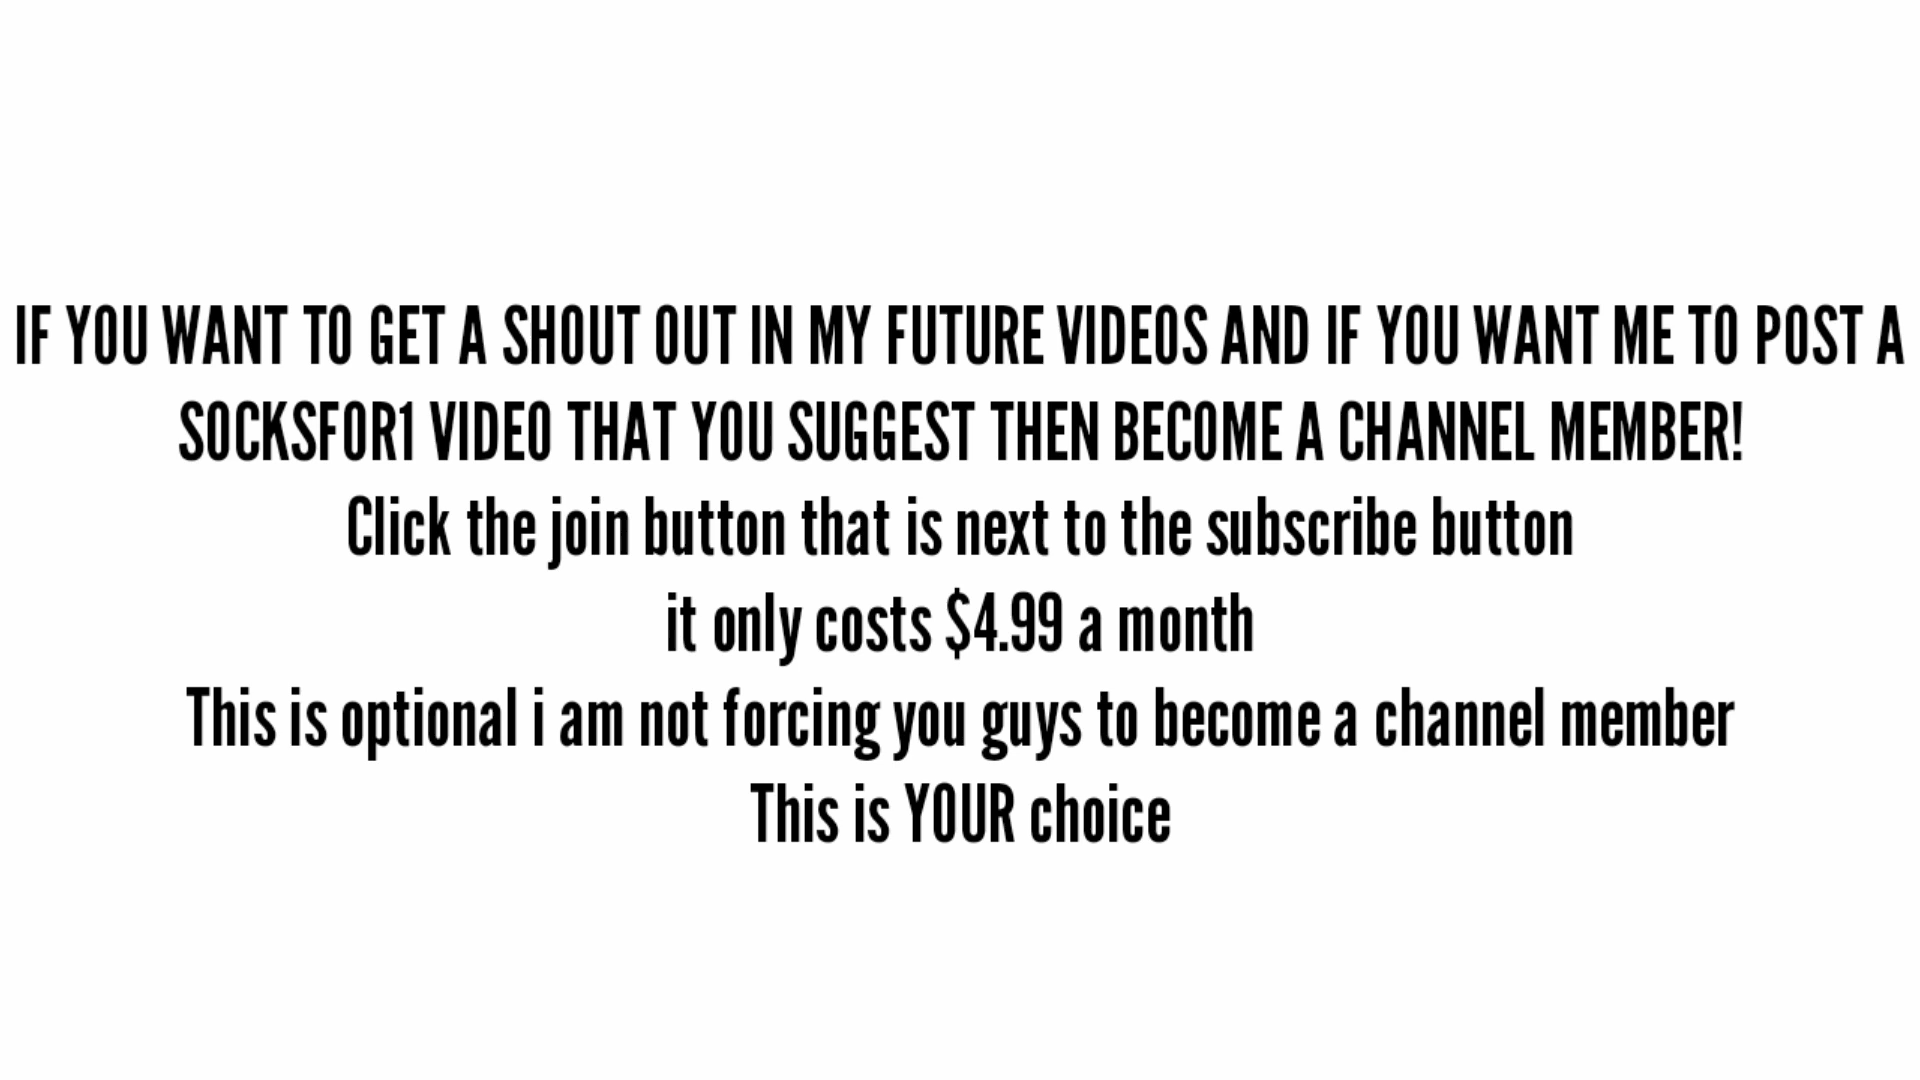 IF YOU WANT TO GET A SHOUT OUT IN MY FUTURE VIDEOS AND IF YOU WANT ME TO POST A
SOCKSFOR1 VIDEO THAT YOU SUGGEST THEN BECOME A CHANNEL MEMBER!
Click the join button that is next to the subscribe button
it only costs $4.99 a month
This is optional i am not forcing you guys to become a channel member
This is YOUR choice